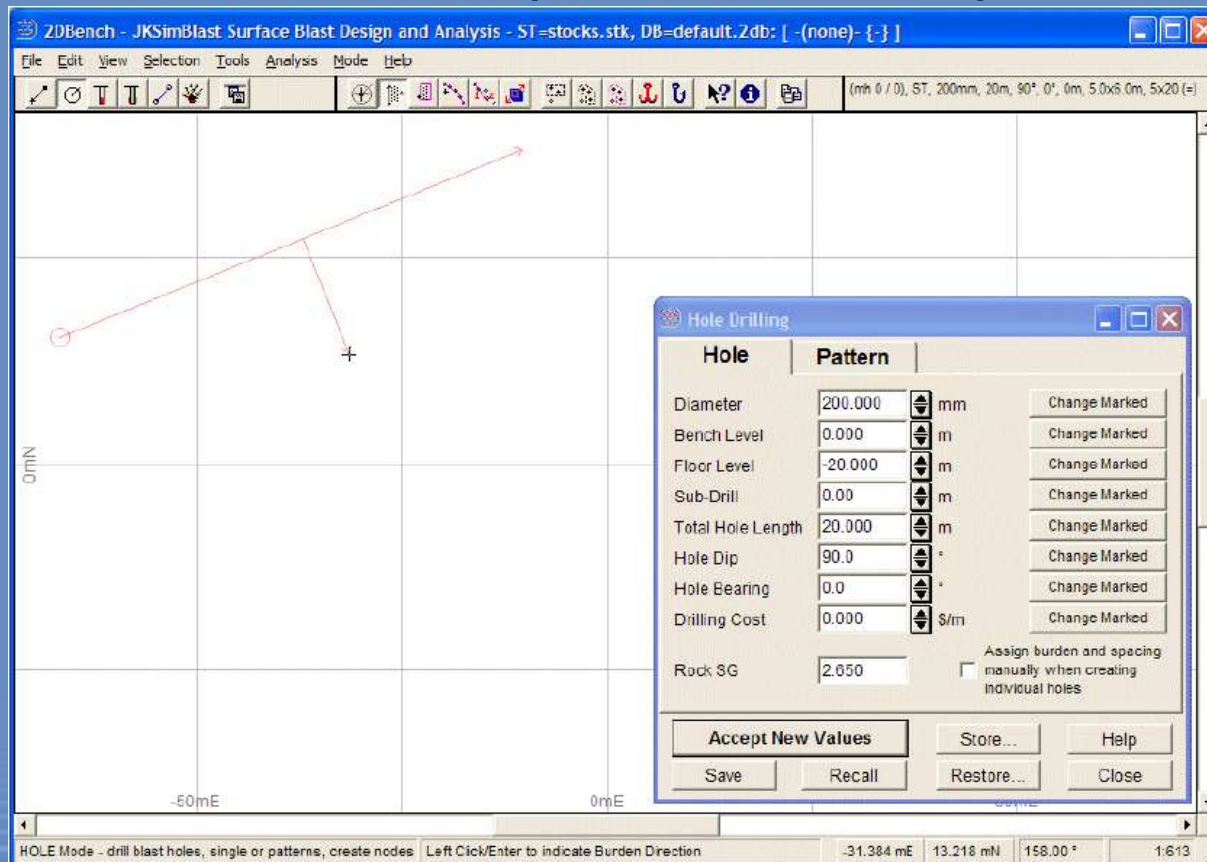 2DBench - JKSimBlast Surface Blast Design and Analysis - ST=stocks.stk, DB=default.2db: [ -(none)- {-} ]
File Edit View Selection Tools Analysis Mode Help
(mh 0 / 0), ST, 200mm, 20m, 90°, 0°, 0m, 5.0x6.0m, 5x20 (=)
0mN
-50mE 0mE
Hole Drilling
Hole Pattern
Diameter 200.000 mm Change Marked
Bench Level 0.000 m Change Marked
Floor Level -20.000 m Change Marked
Sub-Drill 0.00 m Change Marked
Total Hole Length 20.000 m Change Marked
Hole Dip 90.0 ° Change Marked
Hole Bearing 0.0 ° Change Marked
Drilling Cost 0.000 $/m Change Marked
Rock SG 2.650
Assign burden and spacing
manually when creating
individual holes
Accept New Values Store... Help
Save Recall Restore... Close
HOLE Mode - drill blast holes, single or patterns, create nodes Left Click/Enter to indicate Burden Direction -31.384 mE 13.218 mN 158.00 ° 1:613